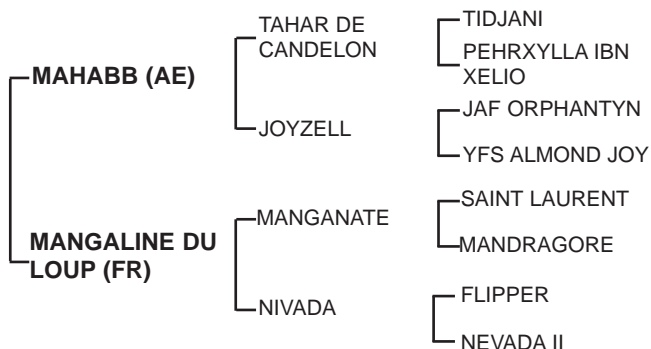 TAHAR DE
CANDELON
TIDJANI
PEHRXYLLA IBN
XELIO
MAHABB (AE)
JOYZELL
JAF ORPHANTYN
YFS ALMOND JOY
MANGANATE
SAINT LAURENT
MANDRAGORE
MANGALINE DU
LOUP (FR)
NIVADA
FLIPPER
NEVADA II